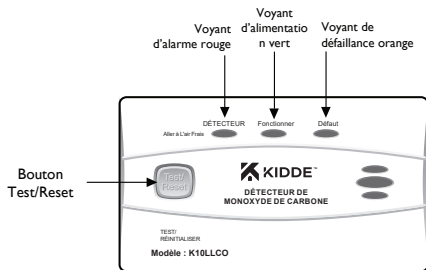 Voyant
d'alarme rouge
Voyant
d'alimentatio
n vert
Voyant de
défaillance orange
DÉTECTEUR
Fonctionner
Défaut
Aller à L'air Frais
Bouton
Test/Reset
Test/
Reset
KIDDE™
DÉTECTEUR DE
MONOXYDE DE CARBONE
TEST/
RÉINITIALISER
Modèle : K10LLCO